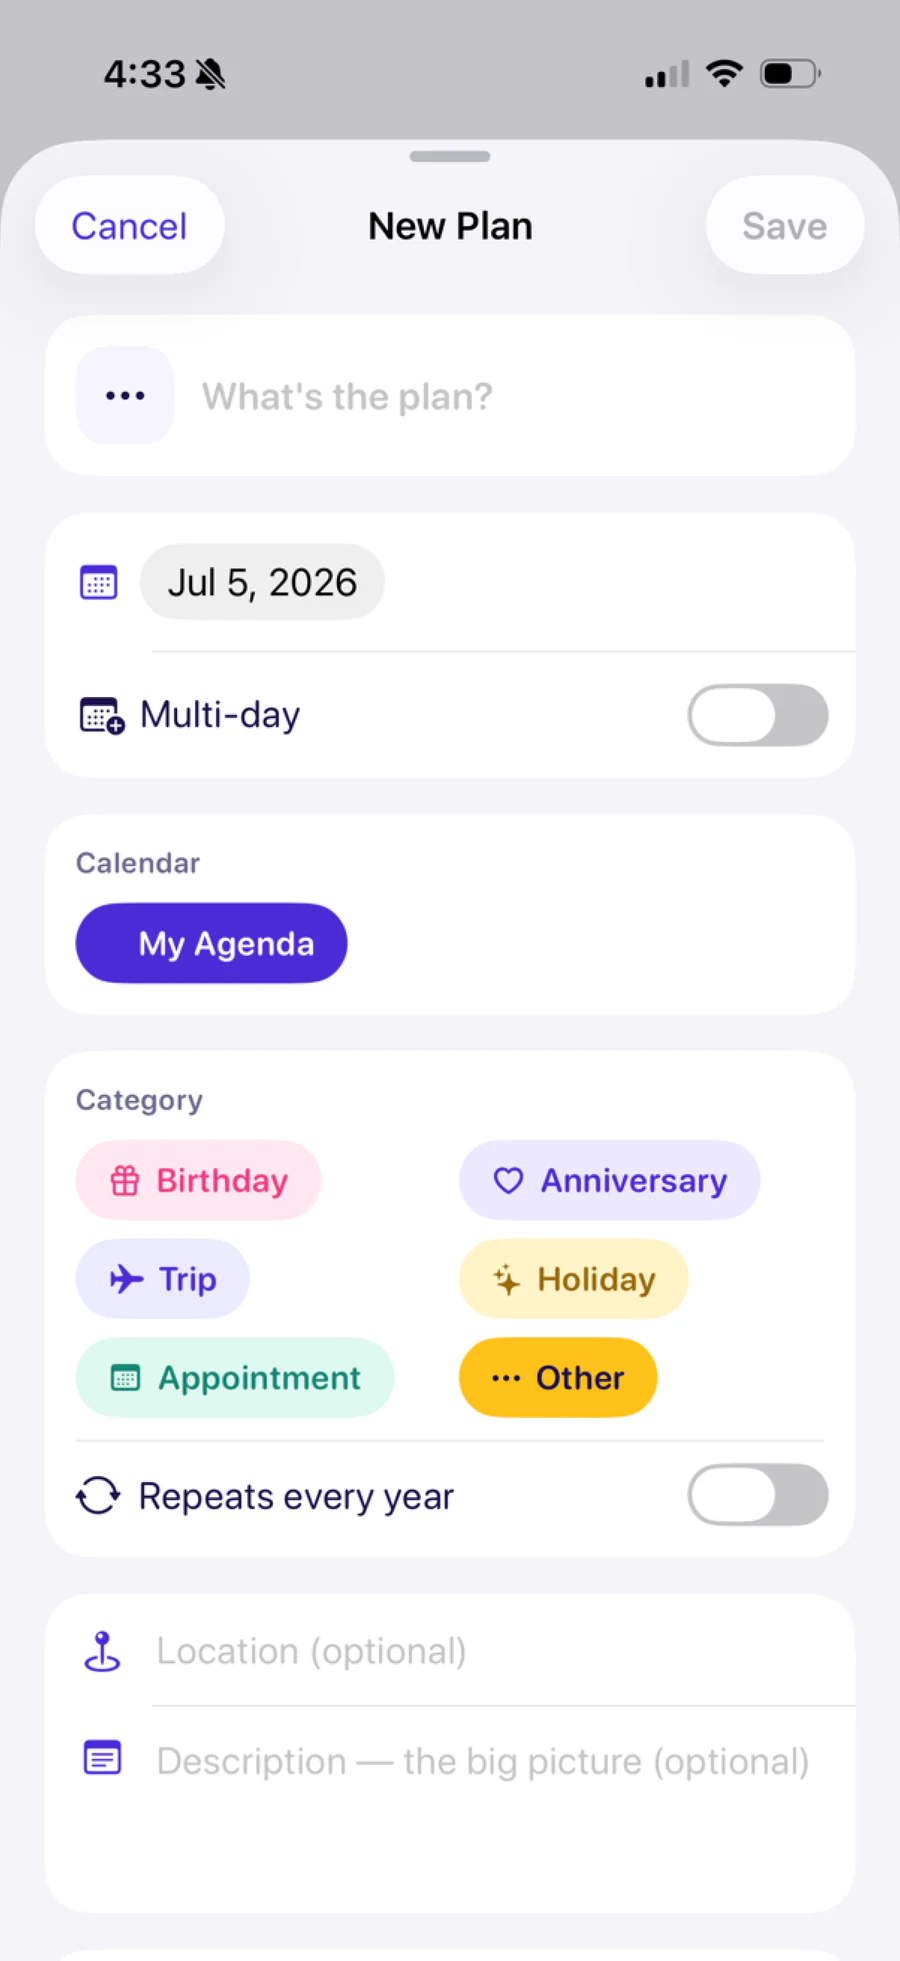 4:33
Cancel
New Plan
Save
What's the plan?
Jul 5, 2026
Multi-day
Calendar
My Agenda
Category
Birthday
Anniversary
Trip
Holiday
Appointment
Other
Repeats every year
Location (optional)
Description — the big picture (optional)